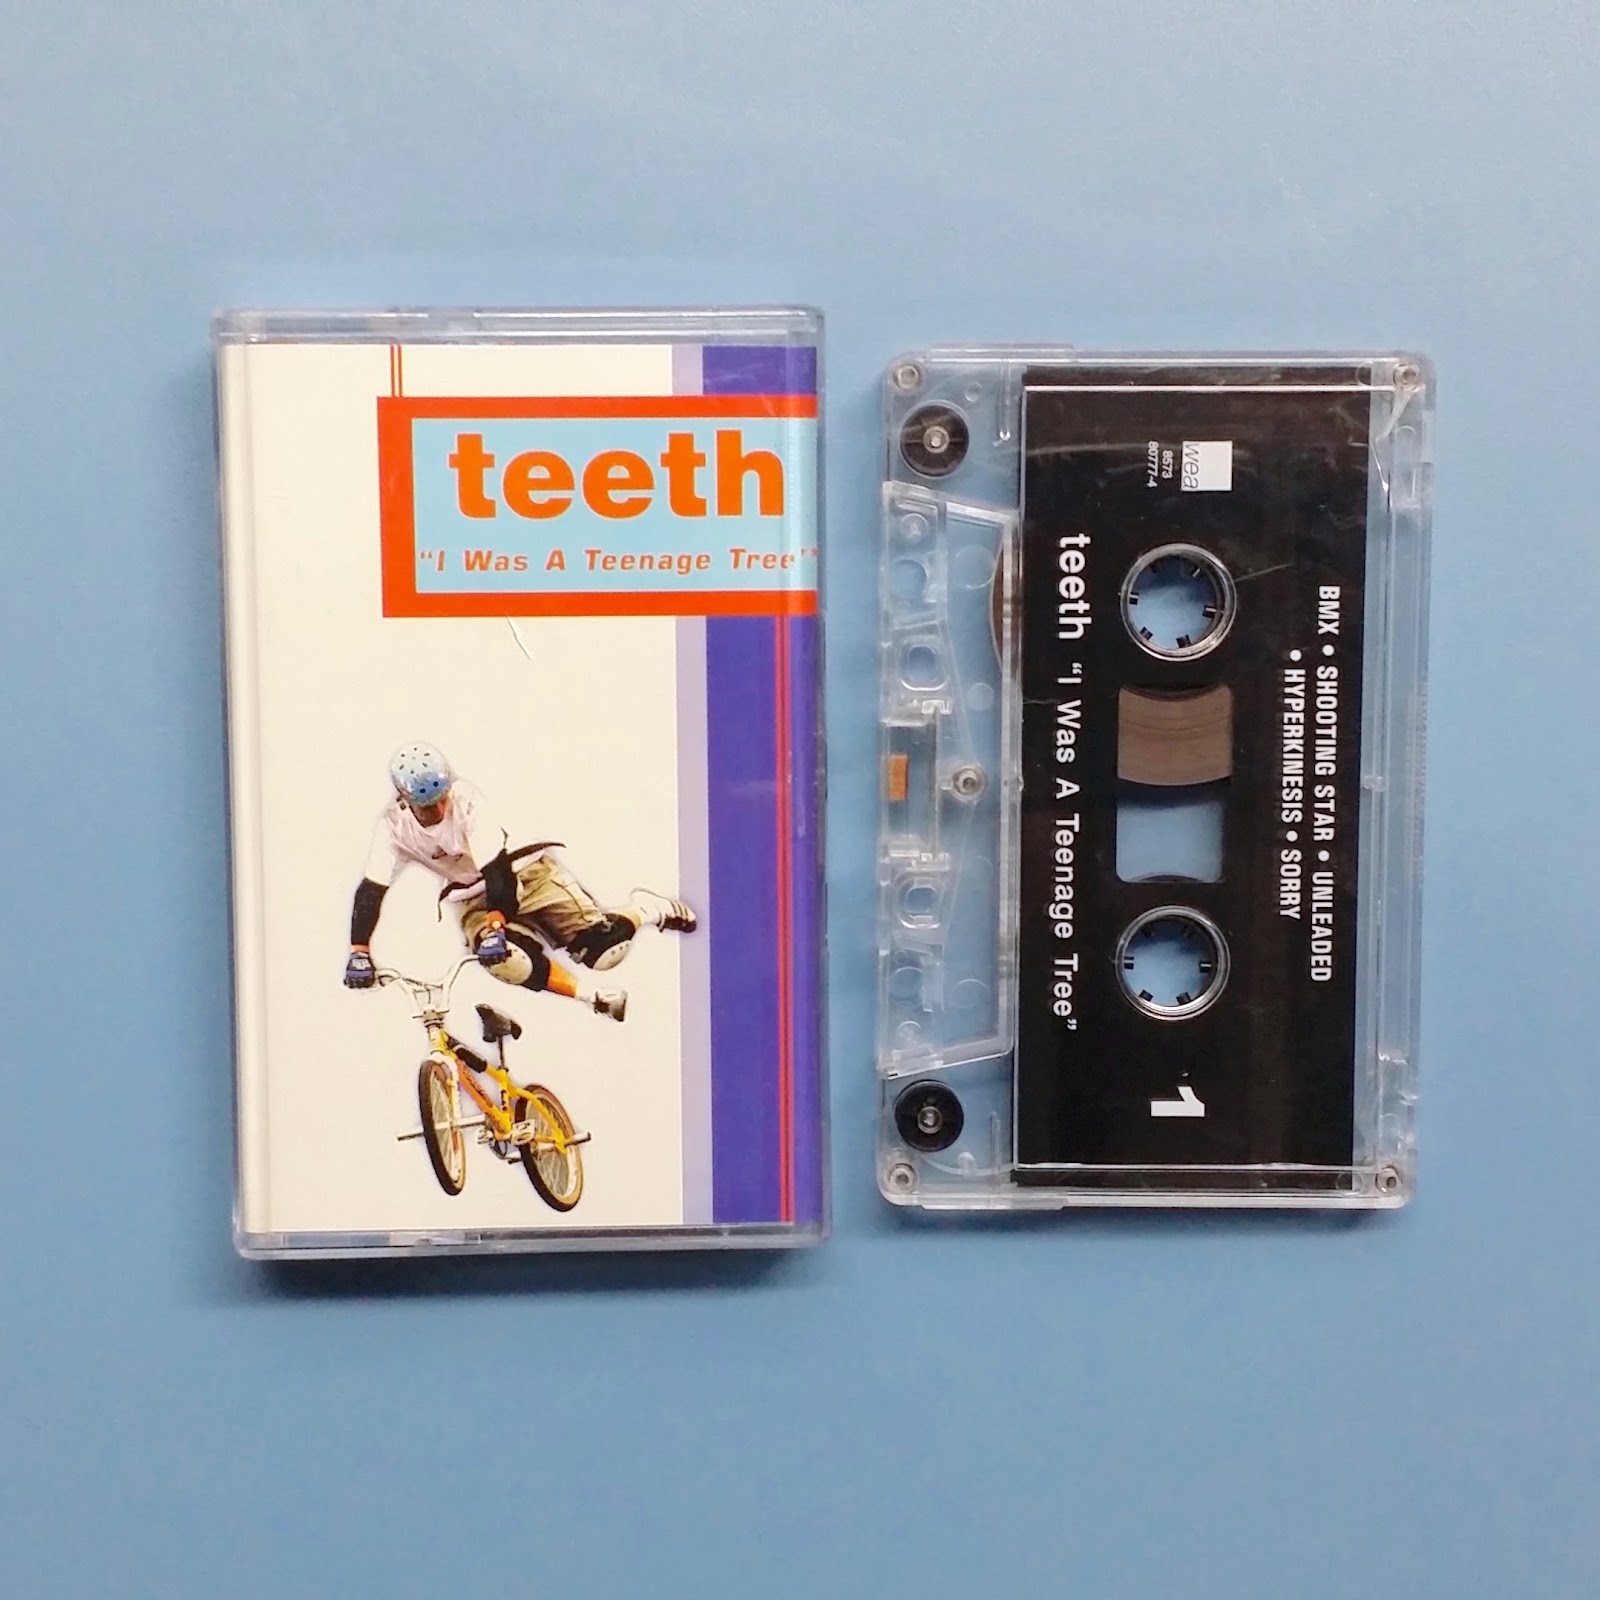 teeth
“I Was A Teenage Tree”
wea
8573
80777-4
teeth “I Was A Teenage Tree”
BMX • SHOOTING STAR • UNLEADED
• HYPERKINESIS • SORRY
1